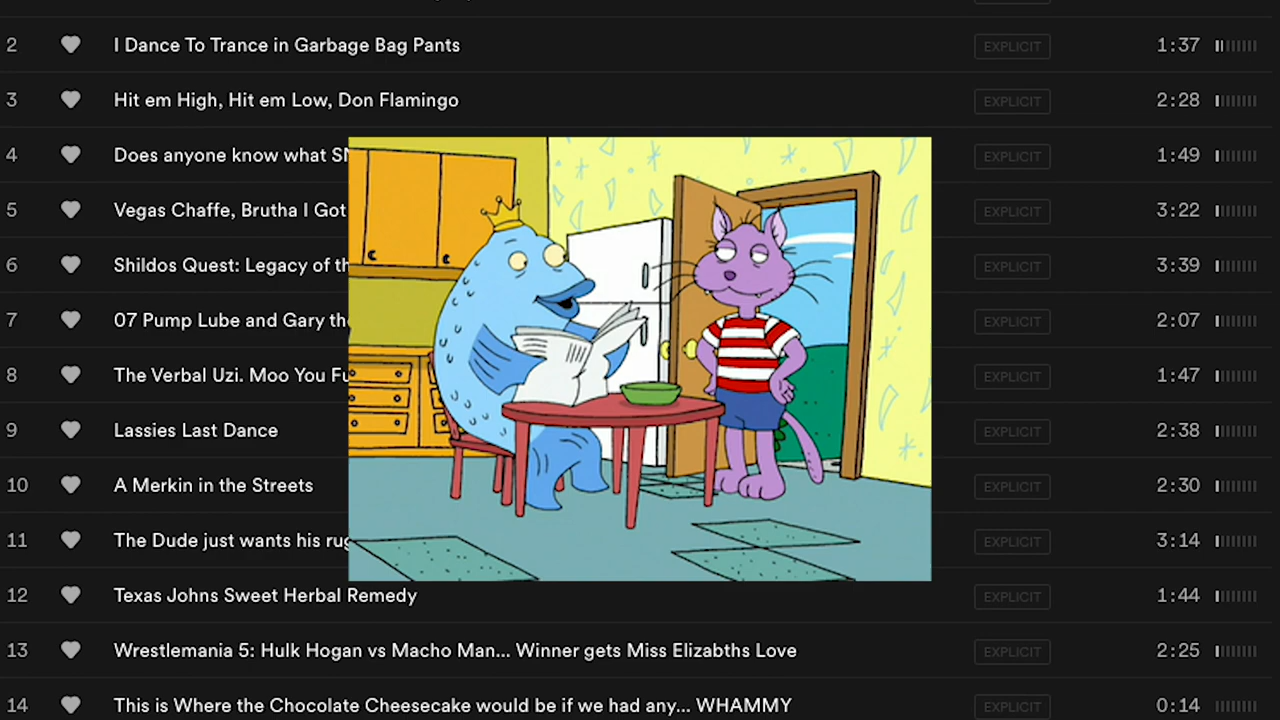 2 I Dance To Trance in Garbage Bag Pants EXPLICIT 1:37
3 Hit em High, Hit em Low, Don Flamingo EXPLICIT 2:28
4 Does anyone know what EXPLICIT 1:49
5 Vegas Chaffe, Brutha I Got EXPLICIT 3:22
6 Shildos Quest: Legacy of EXPLICIT 3:39
7 07 Pump Lube and Gary EXPLICIT 2:07
8 The Verbal Uzi. Moo You EXPLICIT 1:47
9 Lassies Last Dance EXPLICIT 2:38
10 A Merkin in the Streets EXPLICIT 2:30
11 The Dude just wants his EXPLICIT 3:14
12 Texas Johns Sweet Herbal Remedy EXPLICIT 1:44
13 Wrestlemania 5: Hulk Hogan vs Macho Man... Winner gets Miss Elizabths Love EXPLICIT 2:25
14 This is Where the Chocolate Cheesecake would be if we had any... WHAMMY EXPLICIT 0:14